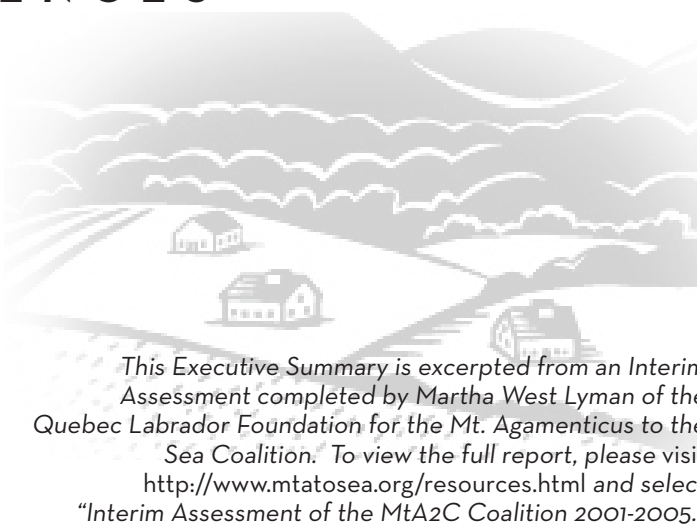 This Executive Summary is excerpted from an Interim
Assessment completed by Martha West Lyman of the
Quebec Labrador Foundation for the Mt. Agamenticus to the
Sea Coalition. To view the full report, please visi
http://www.mtatosea.org/resources.html and selec
“Interim Assessment of the MtA2C Coalition 2001-2005.